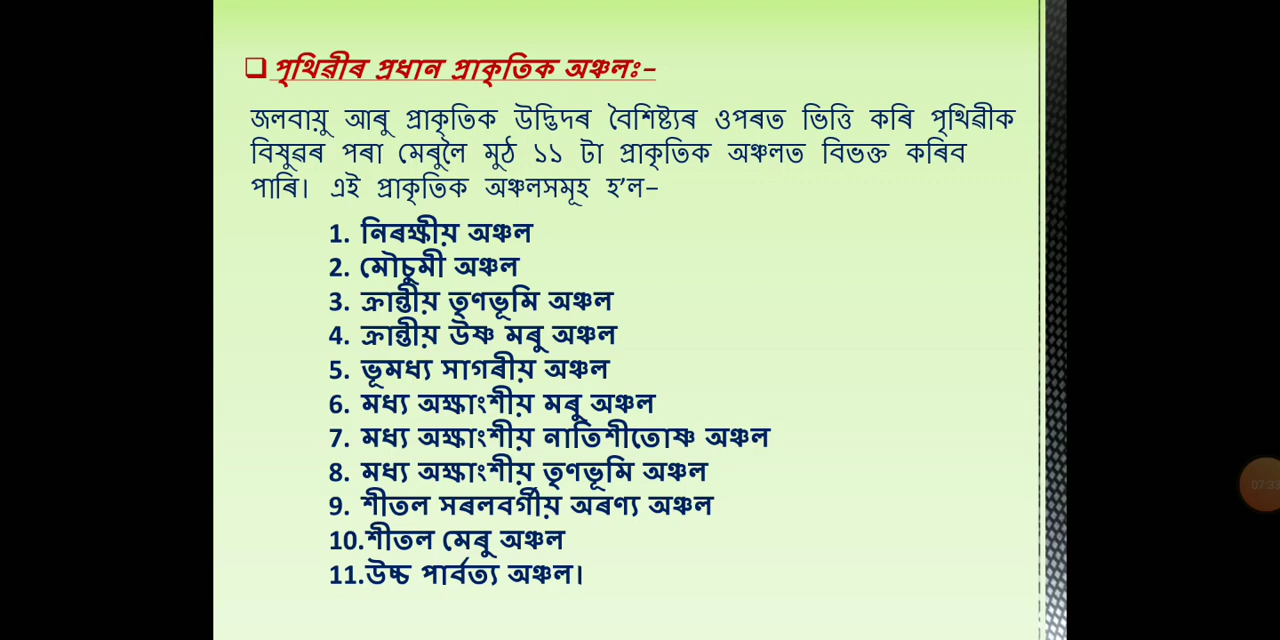 পৃথিৱীৰ প্ৰধান প্ৰাকৃতিক অঞ্চলঃ-
জলবায়ু আৰু প্ৰাকৃতিক উদ্ভিদৰ বৈশিষ্ট্যৰ ওপৰত ভিত্তি কৰি পৃথিৱীক
বিষুৱৰ পৰা মেৰুলৈ মুঠ ১১ টা প্ৰাকৃতিক অঞ্চলত বিভক্ত কৰিব
পাৰি। এই প্ৰাকৃতিক অঞ্চলসমূহ হ’ল–
1. নিৰক্ষীয় অঞ্চল
2. মৌচুমী অঞ্চল
3. ক্ৰান্তীয় তৃণভূমি অঞ্চল
4. ক্ৰান্তীয় উষ্ণ মৰু অঞ্চল
5. ভূমধ্য সাগৰীয় অঞ্চল
6. মধ্য অক্ষাংশীয় মৰু অঞ্চল
7. মধ্য অক্ষাংশীয় নাতিশীতোষ্ণ অঞ্চল
8. মধ্য অক্ষাংশীয় তৃণভূমি অঞ্চল
9. শীতল সৰলবৰ্গীয় অৰণ্য অঞ্চল
10.শীতল মেৰু অঞ্চল
11.উচ্চ পাৰ্বত্য অঞ্চল।
07:33